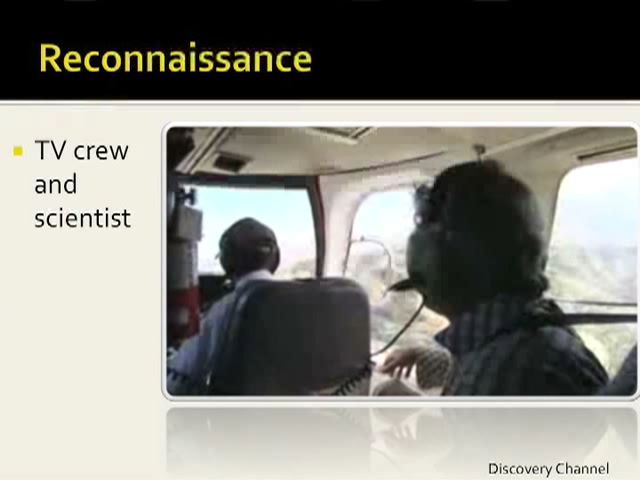 Reconnaissance
TV crew
and
scientist
Discovery Channel